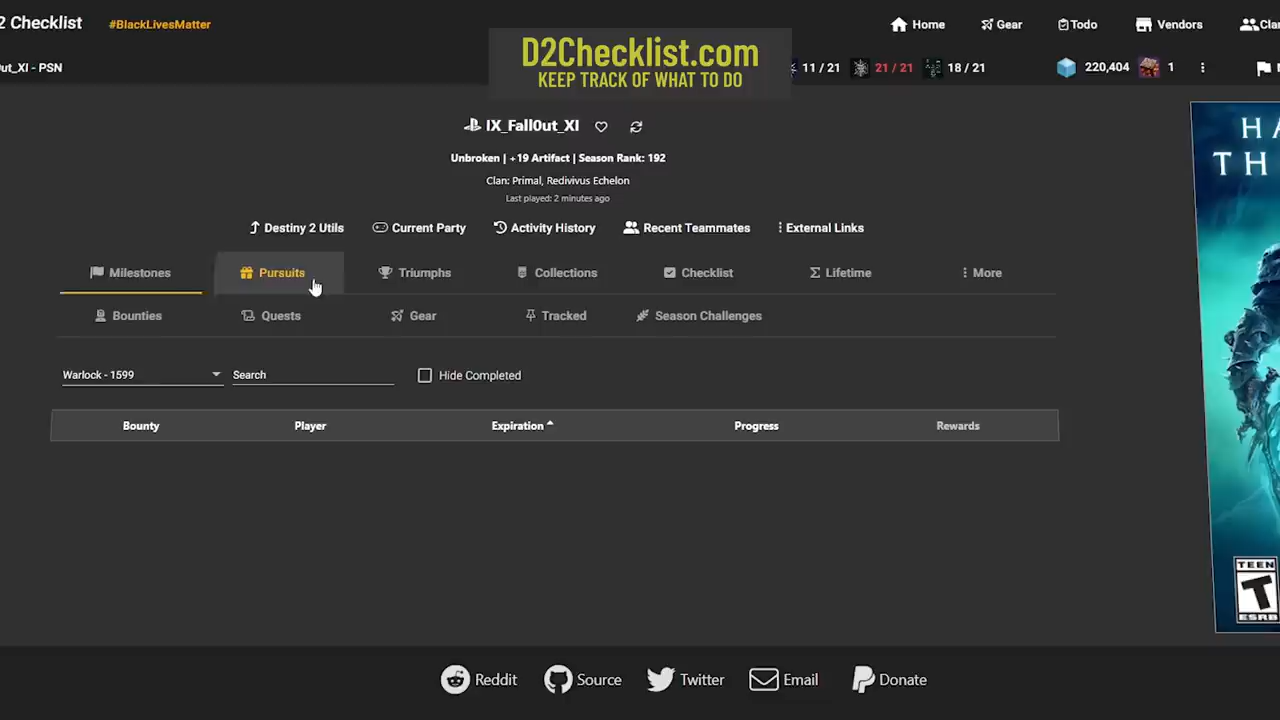 2 Checklist
#BlackLivesMatter
Home
Gear
Todo
Vendors
D2Checklist.com
KEEP TRACK OF WHAT TO DO
out_XI - PSN
11 / 21
21 / 21
18 / 21
220,404
1
IX_Fall0ut_XI
Unbroken | +19 Artifact | Season Rank: 192
Clan: Primal, Redivivus Echelon
Last played: 2 minutes ago
Destiny 2 Utils
Current Party
Activity History
Recent Teammates
External Links
Milestones
Pursuits
Triumphs
Collections
Checklist
Lifetime
More
Bounties
Quests
Gear
Tracked
Season Challenges
Warlock - 1599
Search
Hide Completed
Bounty
Player
Expiration
Progress
Rewards
TEEN
T
ESRB
Reddit
Source
Twitter
Email
Donate